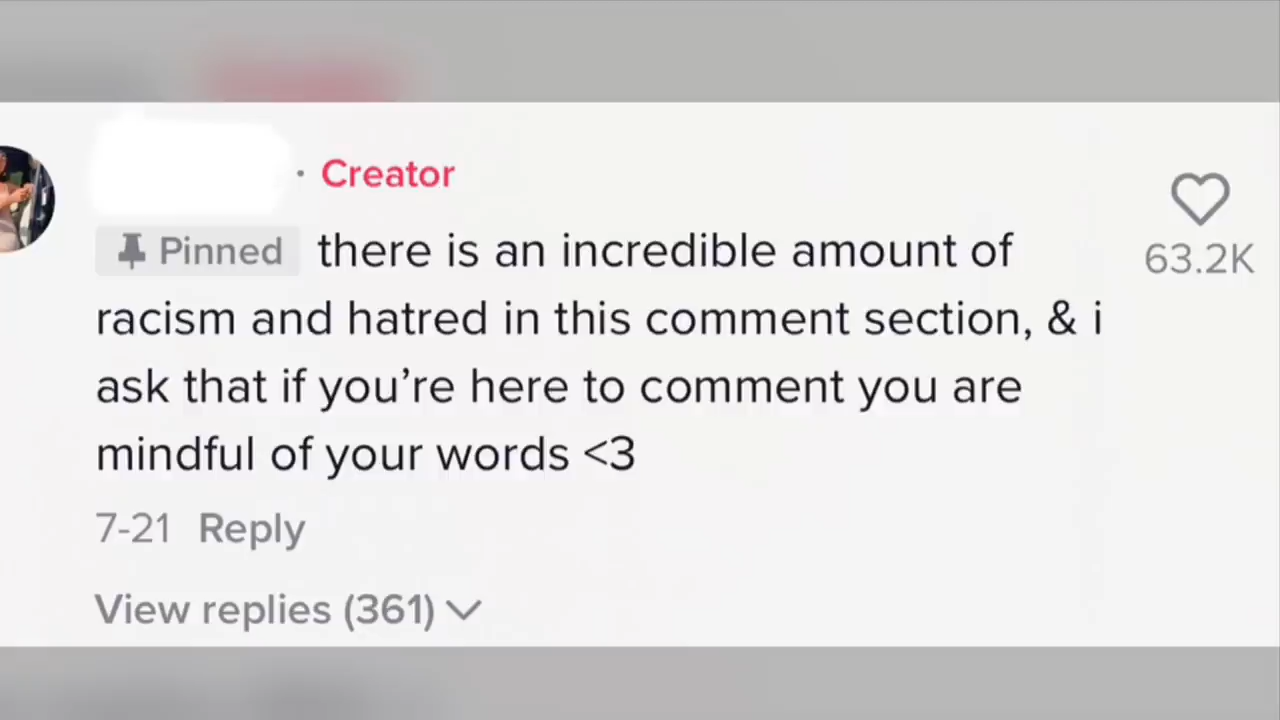 · Creator
Pinned there is an incredible amount of
racism and hatred in this comment section, & i
ask that if you’re here to comment you are
mindful of your words <3
63.2K
7-21 Reply
View replies (361)